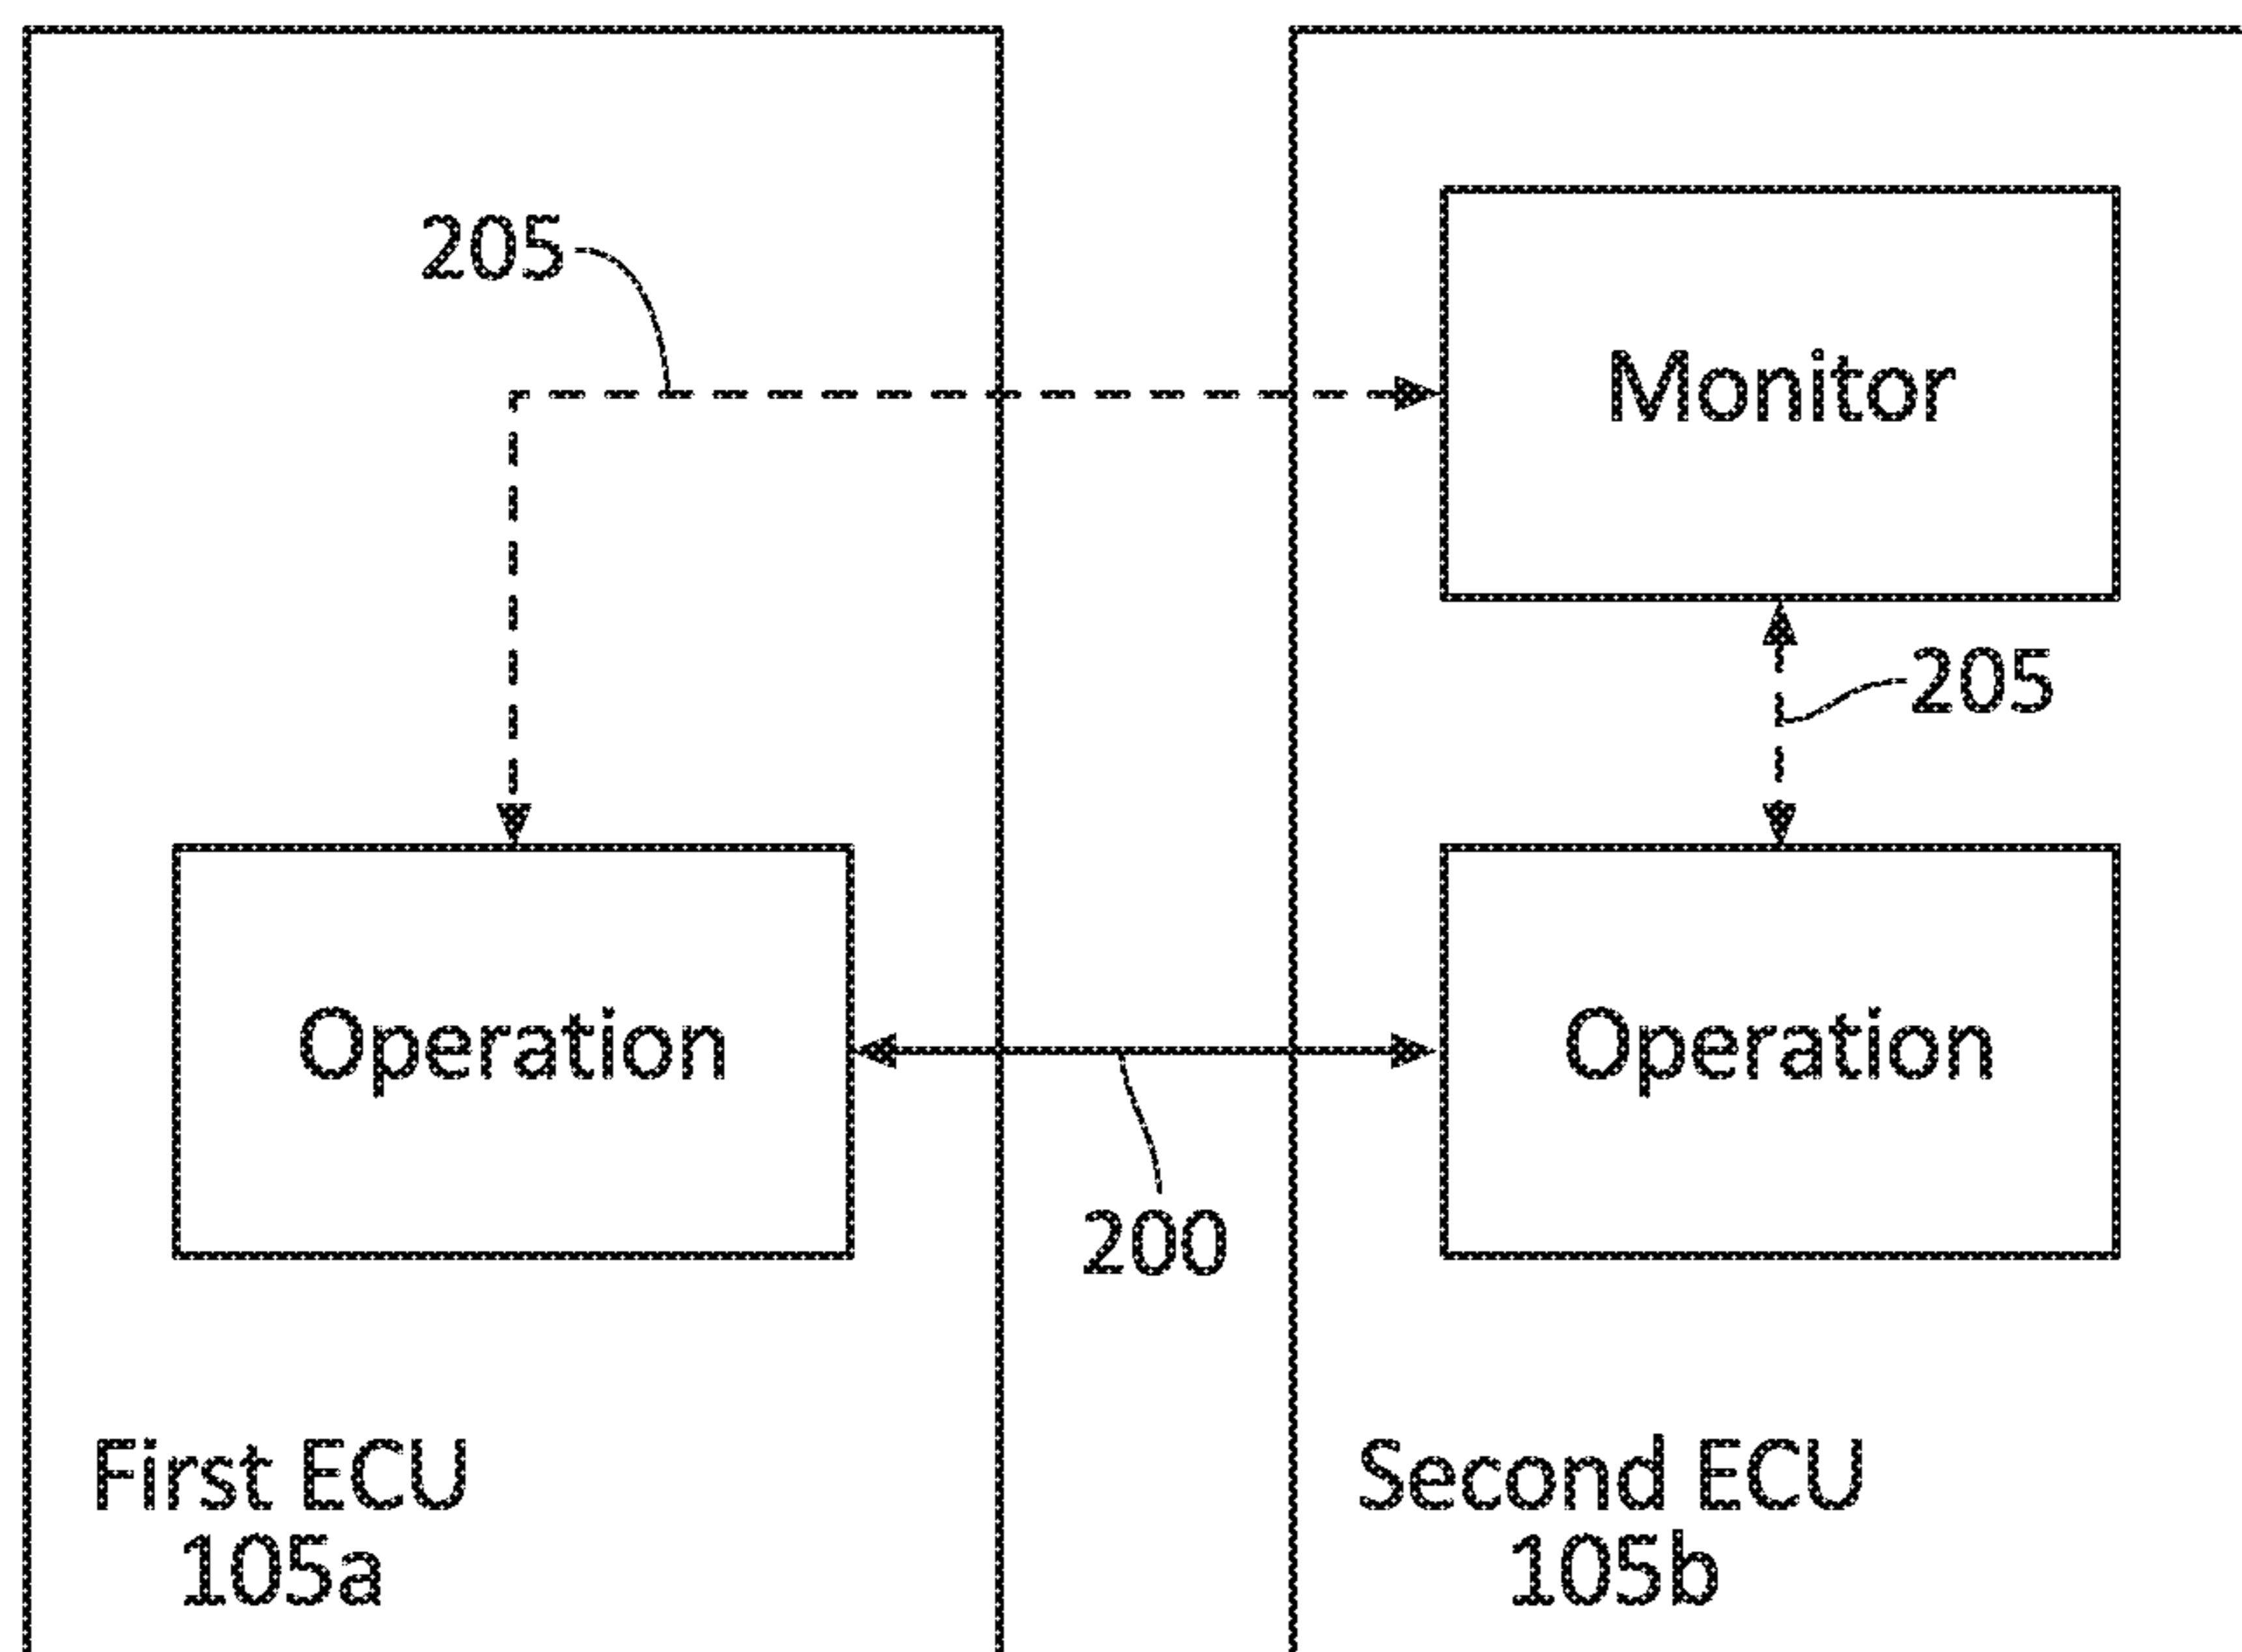 205
Monitor
205
Operation
Operation
200
First ECU
105a
Second ECU
105b